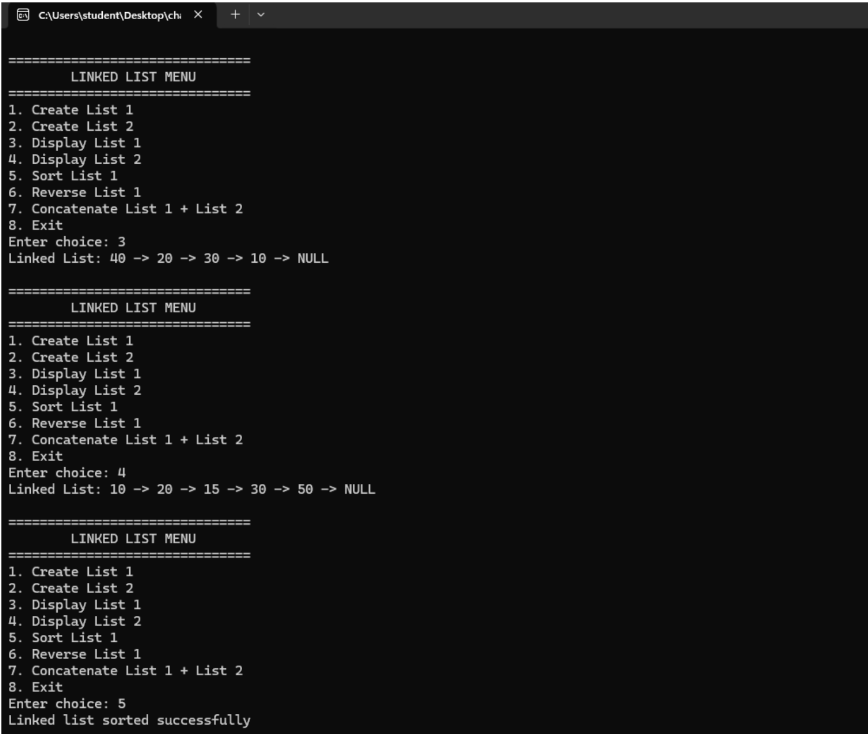 C:\Users\student\Desktop\ch
==============================
LINKED LIST MENU
==============================
1. Create List 1
2. Create List 2
3. Display List 1
4. Display List 2
5. Sort List 1
6. Reverse List 1
7. Concatenate List 1 + List 2
8. Exit
Enter choice: 3
Linked List: 40 -> 20 -> 30 -> 10 -> NULL
==============================
LINKED LIST MENU
==============================
1. Create List 1
2. Create List 2
3. Display List 1
4. Display List 2
5. Sort List 1
6. Reverse List 1
7. Concatenate List 1 + List 2
8. Exit
Enter choice: 4
Linked List: 10 -> 20 -> 15 -> 30 -> 50 -> NULL
==============================
LINKED LIST MENU
==============================
1. Create List 1
2. Create List 2
3. Display List 1
4. Display List 2
5. Sort List 1
6. Reverse List 1
7. Concatenate List 1 + List 2
8. Exit
Enter choice: 5
Linked list sorted successfully